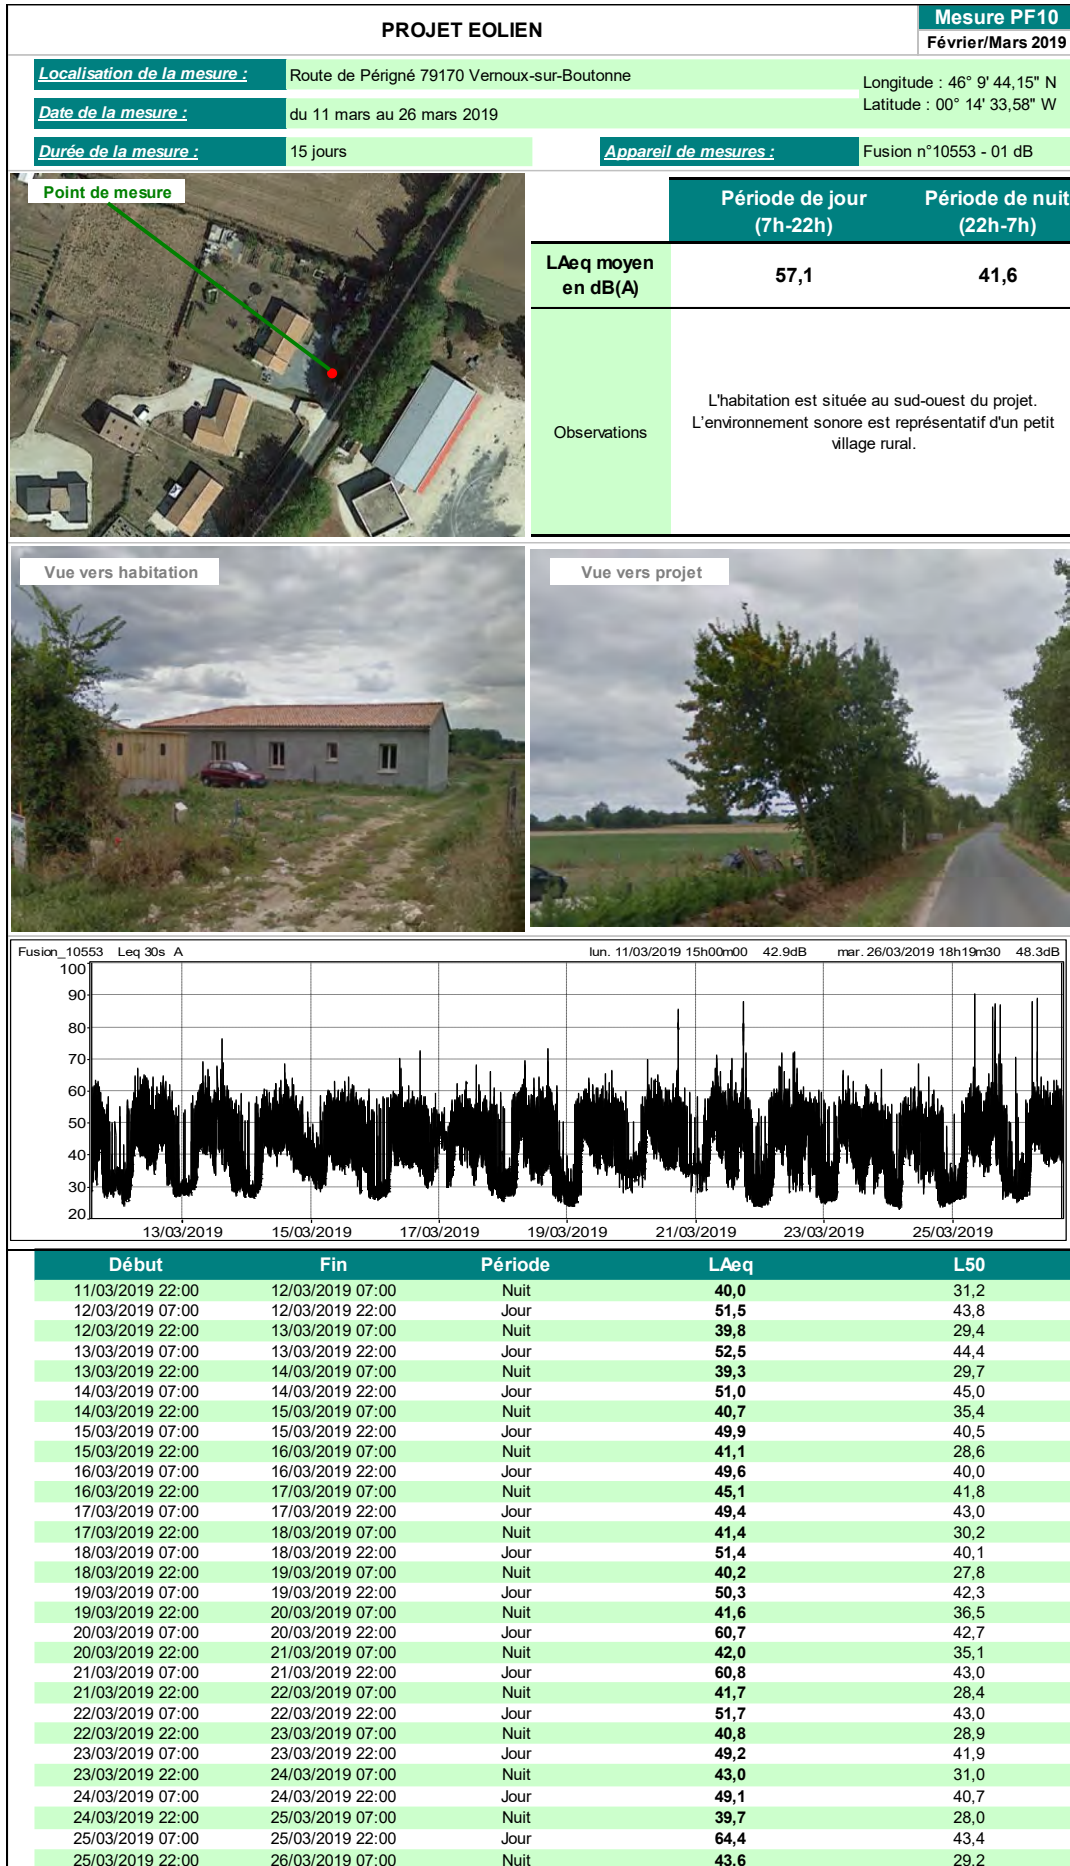 PROJET EOLIEN
Mesure PF10
Février/Mars 2019
Localisation de la mesure :
Route de Périgné 79170 Vernoux-sur-Boutonne
Longitude : 46° 9' 44,15" N
Latitude : 00° 14' 33,58" W
Date de la mesure :
du 11 mars au 26 mars 2019
Durée de la mesure :
15 jours
Appareil de mesures :
Fusion n°10553 - 01 dB
Point de mesure
Période de jour
(7h-22h)
Période de nuit
(22h-7h)
LAeq moyen
en dB(A)
57,1
41,6
Observations
L'habitation est située au sud-ouest du projet.
L'environnement sonore est représentatif d'un petit
village rural.
Vue vers habitation
Vue vers projet
Fusion_10553 Leq 30s A lun. 11/03/2019 15h00m00 42.9dB mar. 26/03/2019 18h19m30 48.3dB
100
90
80
70
60
50
40
30
20
13/03/2019 15/03/2019 17/03/2019 19/03/2019 21/03/2019 23/03/2019 25/03/2019
Début Fin Période LAeq L50
11/03/2019 22:00 12/03/2019 07:00 Nuit 40,0 31,2
12/03/2019 07:00 12/03/2019 22:00 Jour 51,5 43,8
12/03/2019 22:00 13/03/2019 07:00 Nuit 39,8 29,4
13/03/2019 07:00 13/03/2019 22:00 Jour 52,5 44,4
13/03/2019 22:00 14/03/2019 07:00 Nuit 39,3 29,7
14/03/2019 07:00 14/03/2019 22:00 Jour 51,0 45,0
14/03/2019 22:00 15/03/2019 07:00 Nuit 40,7 35,4
15/03/2019 07:00 15/03/2019 22:00 Jour 49,9 40,5
15/03/2019 22:00 16/03/2019 07:00 Nuit 41,1 28,6
16/03/2019 07:00 16/03/2019 22:00 Jour 49,6 40,0
16/03/2019 22:00 17/03/2019 07:00 Nuit 45,1 41,8
17/03/2019 07:00 17/03/2019 22:00 Jour 49,4 43,0
17/03/2019 22:00 18/03/2019 07:00 Nuit 41,4 30,2
18/03/2019 07:00 18/03/2019 22:00 Jour 51,4 40,1
18/03/2019 22:00 19/03/2019 07:00 Nuit 40,2 27,8
19/03/2019 07:00 19/03/2019 22:00 Jour 50,3 42,3
19/03/2019 22:00 20/03/2019 07:00 Nuit 41,6 36,5
20/03/2019 07:00 20/03/2019 22:00 Jour 60,7 42,7
20/03/2019 22:00 21/03/2019 07:00 Nuit 42,0 35,1
21/03/2019 07:00 21/03/2019 22:00 Jour 60,8 43,0
21/03/2019 22:00 22/03/2019 07:00 Nuit 41,7 28,4
22/03/2019 07:00 22/03/2019 22:00 Jour 51,7 43,0
22/03/2019 22:00 23/03/2019 07:00 Nuit 40,8 28,9
23/03/2019 07:00 23/03/2019 22:00 Jour 49,2 41,9
23/03/2019 22:00 24/03/2019 07:00 Nuit 43,0 31,0
24/03/2019 07:00 24/03/2019 22:00 Jour 49,1 40,7
24/03/2019 22:00 25/03/2019 07:00 Nuit 39,7 28,0
25/03/2019 07:00 25/03/2019 22:00 Jour 64,4 43,4
25/03/2019 22:00 26/03/2019 07:00 Nuit 43,6 29,2